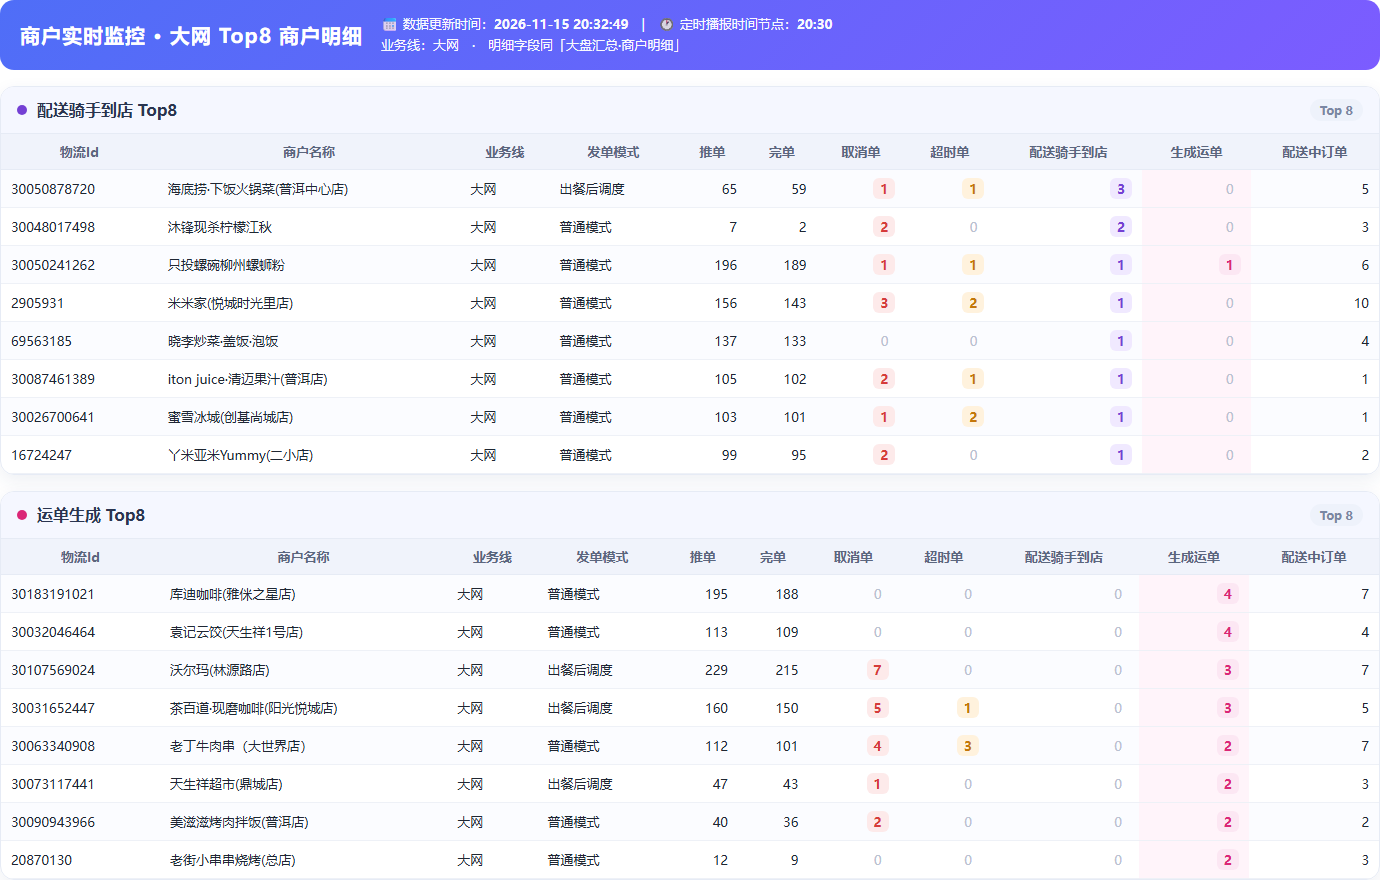 商户实时监控 · 大网 Top8 商户明细
数据更新时间：2026-11-15 20:32:49 | 定时播报时间节点：20:30
业务线：大网 · 明细字段同「大盘汇总·商户明细」
配送骑手到店 Top8 Top 8
物流Id 商户名称 业务线 发单模式 推单 完单 取消单 超时单 配送骑手到店 生成运单 配送中订单
30050878720 海底捞·下饭火锅菜(普洱中心店) 大网 出餐后调度 65 59 1 1 3 0 5
30048017498 沐锋现杀柠檬江秋 大网 普通模式 7 2 2 0 2 0 3
30050241262 只投螺碗柳州螺蛳粉 大网 普通模式 196 189 1 1 1 1 6
2905931 米米家(悦城时光里店) 大网 普通模式 156 143 3 2 1 0 10
69563185 晓李炒菜·盖饭·泡饭 大网 普通模式 137 133 0 0 1 0 4
30087461389 iton juice·清迈果汁(普洱店) 大网 普通模式 105 102 2 1 1 0 1
30026700641 蜜雪冰城(创基尚城店) 大网 普通模式 103 101 1 2 1 0 1
16724247 丫米亚米Yummy(二小店) 大网 普通模式 99 95 2 0 1 0 2
运单生成 Top8 Top 8
物流Id 商户名称 业务线 发单模式 推单 完单 取消单 超时单 配送骑手到店 生成运单 配送中订单
30183191021 库迪咖啡(雅侎之星店) 大网 普通模式 195 188 0 0 0 4 7
30032046464 袁记云饺(天生祥1号店) 大网 普通模式 113 109 0 0 0 4 4
30107569024 沃尔玛(林源路店) 大网 出餐后调度 229 215 7 0 0 3 7
30031652447 茶百道·现磨咖啡(阳光悦城店) 大网 出餐后调度 160 150 5 1 0 3 5
30063340908 老丁牛肉串（大世界店） 大网 普通模式 112 101 4 3 0 2 7
30073117441 天生祥超市(鼎城店) 大网 出餐后调度 47 43 1 0 0 2 3
30090943966 美滋滋烤肉拌饭(普洱店) 大网 普通模式 40 36 2 0 0 2 2
20870130 老街小串串烧烤(总店) 大网 普通模式 12 9 0 0 0 2 3